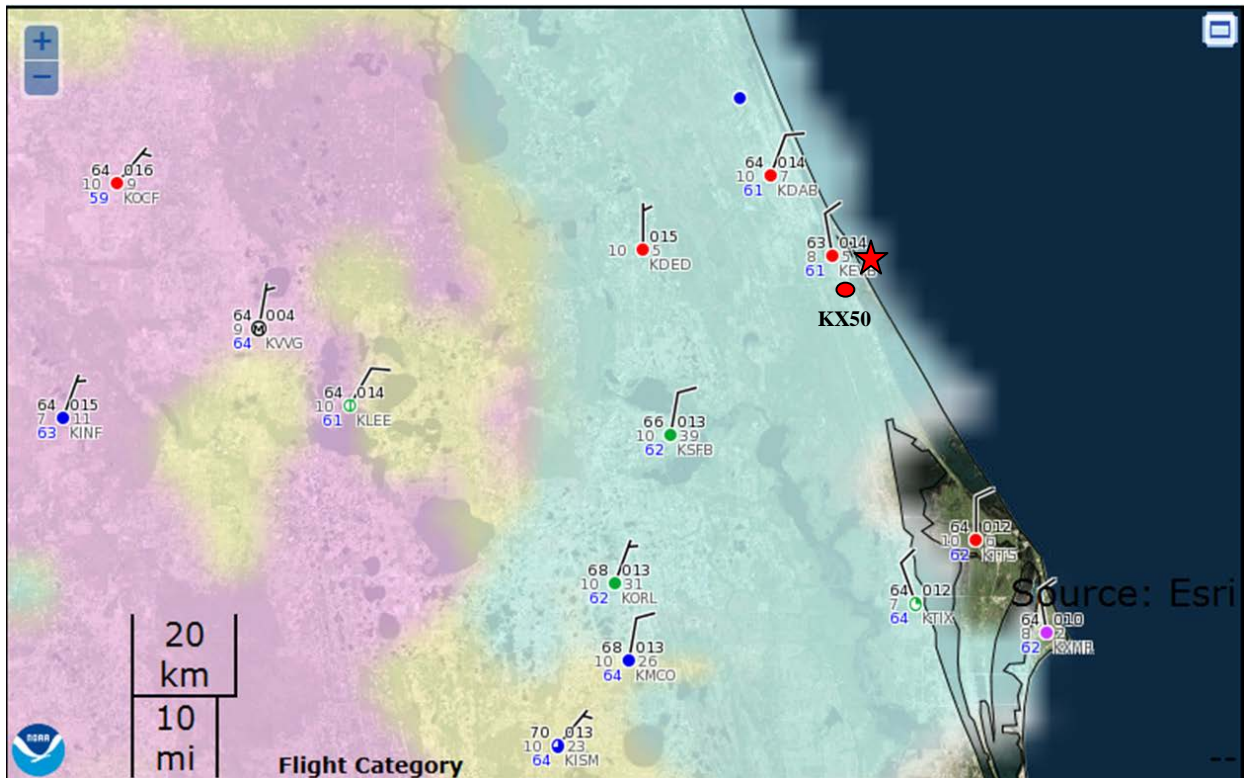 +
−
64 014
10 7
61 KDAB
64 016
10 9
59 KOCF
015
10 5
KDED
63 014
8 5
61
KX50
64 004
9 M
64 KVVG
64 014
10
61 KLEE
64 015
7 11
63 KINF
66 013
10 39
62 KSFB
64 012
10 6
62 KTTS
68 013
10 31
62 KORL
64 012
7
64 KTIX
Source: Esri
64 010
8 2
62 KXMR
20
km
68 013
10 26
64 KMCO
10
mi
70 013
10 23
64 KISM
NOAA
Flight Category
--